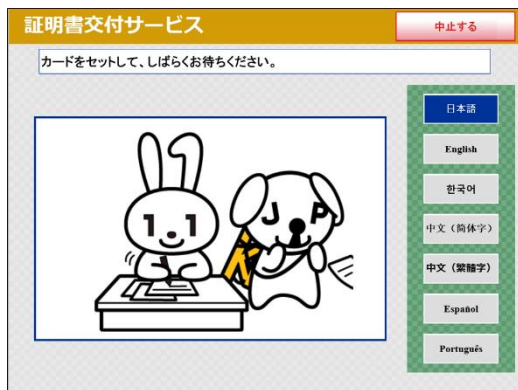 証明書交付サービス
中止する
カードをセットして、しばらくお待ちください。
日本語
English
한국어
中文（简体字）
中文（繁體字）
Español
Português
1 1
J P